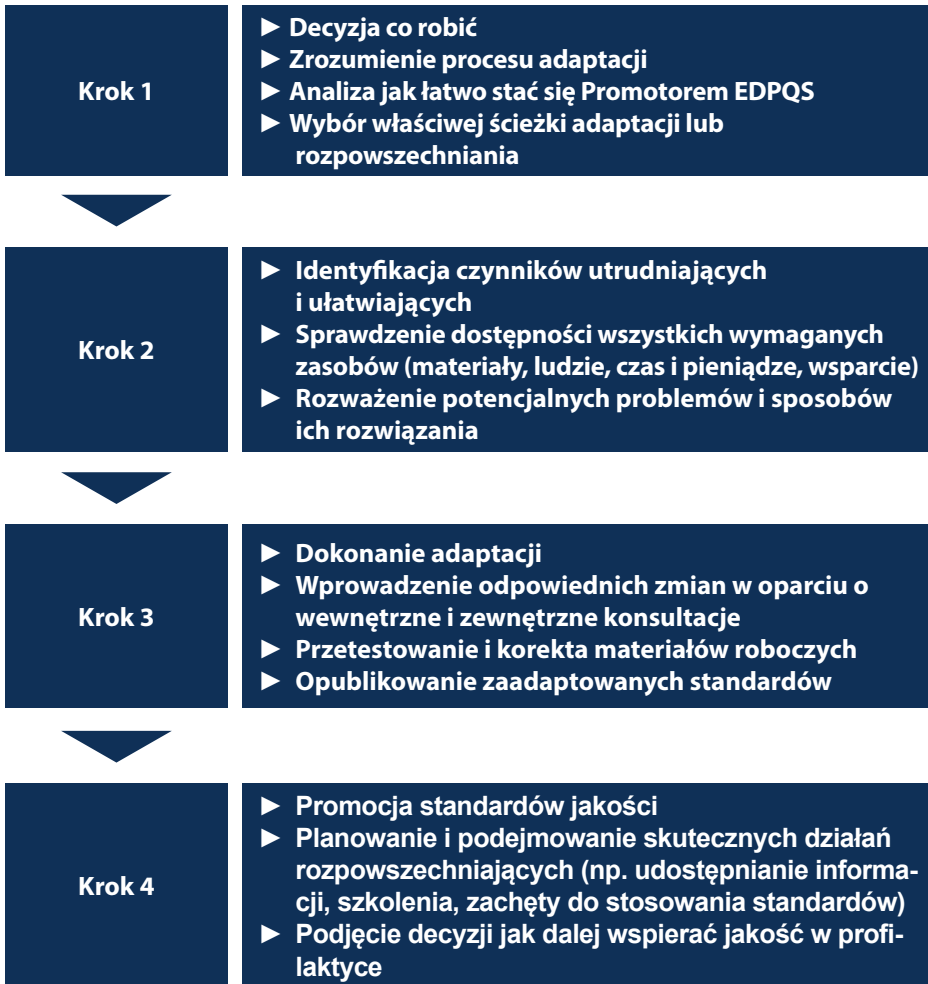 Krok 1
► Decyzja co robić
► Zrozumienie procesu adaptacji
► Analiza jak łatwo stać się Promotorem EDPQS
► Wybór właściwej ścieżki adaptacji lub
rozpowszechniania
Krok 2
► Identyfikacja czynników utrudniających
i ułatwiających
► Sprawdzenie dostępności wszystkich wymaganych
zasobów (materiały, ludzie, czas i pieniądze, wsparcie)
► Rozważenie potencjalnych problemów i sposobów
ich rozwiązania
Krok 3
► Dokonanie adaptacji
► Wprowadzenie odpowiednich zmian w oparciu o
wewnętrzne i zewnętrzne konsultacje
► Przetestowanie i korekta materiałów roboczych
► Opublikowanie zaadaptowanych standardów
Krok 4
► Promocja standardów jakości
► Planowanie i podejmowanie skutecznych działań
rozpowszechniających (np. udostępnianie informa-
cji, szkolenia, zachęty do stosowania standardów)
► Podjęcie decyzji jak dalej wspierać jakość w profi-
laktyce